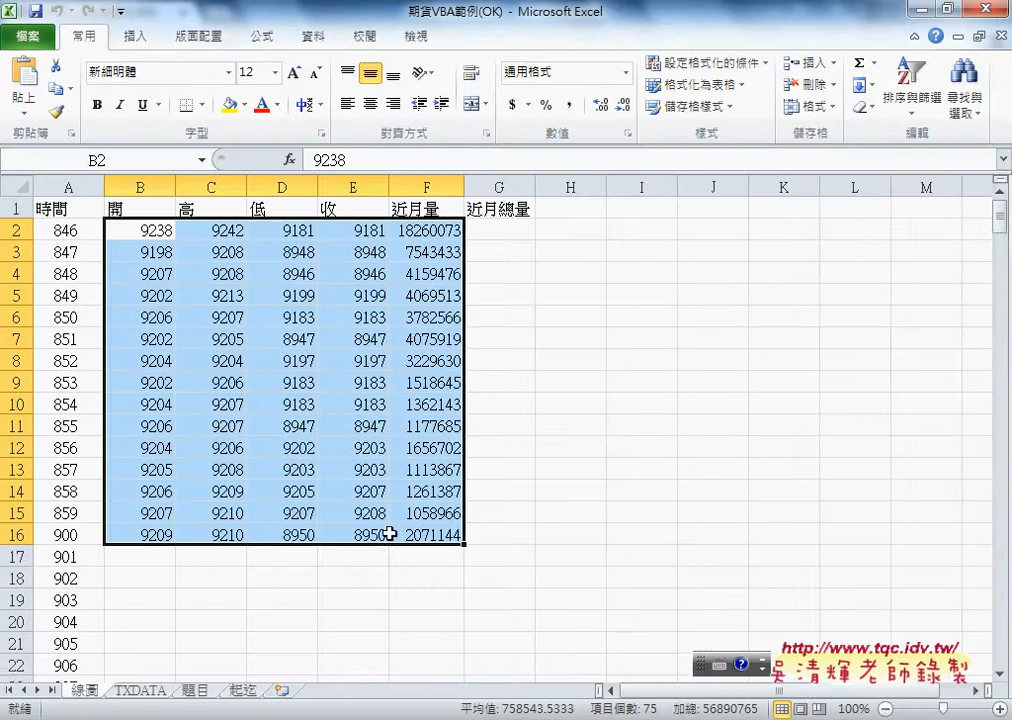 期貨VBA範例(OK) - Microsoft Excel
檔案 常用 插入 版面配置 公式 資料 校閱 檢視
貼上 新細明體 12 通用格式 設定格式化的條件 插入 Σ
B I U 格式化為表格 刪除 排序與篩選 尋找與選取
$ % , 儲存格樣式 格式
剪貼簿 字型 對齊方式 數值 樣式 儲存格 編輯
B2 fx 9238
A B C D E F G H I J K L M
1 時間 開 高 低 收 近月量 近月總量
2 846 9238 9242 9181 9181 18260073
3 847 9198 9208 8948 8948 7543433
4 848 9207 9208 8946 8946 4159476
5 849 9202 9213 9199 9199 4069513
6 850 9206 9207 9183 9183 3782566
7 851 9202 9205 8947 8947 4075919
8 852 9204 9204 9197 9197 3229630
9 853 9202 9206 9183 9183 1518645
10 854 9204 9207 9183 9183 1362143
11 855 9206 9207 8947 8947 1177685
12 856 9204 9206 9202 9203 1656702
13 857 9205 9208 9203 9203 1113867
14 858 9206 9209 9205 9207 1261387
15 859 9207 9210 9207 9208 1058966
16 900 9209 9210 8950 8950 2071144
17 901
18 902
19 903
20 904
21 905
22 906
http://www.tqc.idv.tw/
吳清輝老師錄製
線圖 TXDATA 題目 起迄
就緒 平均值: 758543.5333 項目個數: 75 加總: 56890765 100%